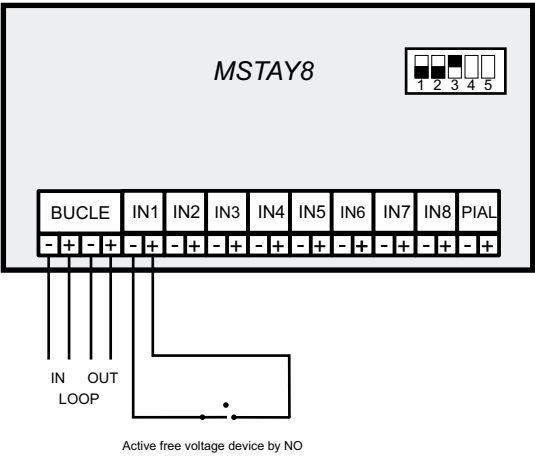 MSTAY8
1 2 3 4 5
BUCLE IN1 IN2 IN3 IN4 IN5 IN6 IN7 IN8 PIAL
- + - + - + - + - + - + - + - + - + - + - +
IN OUT
LOOP
Active free voltage device by NO